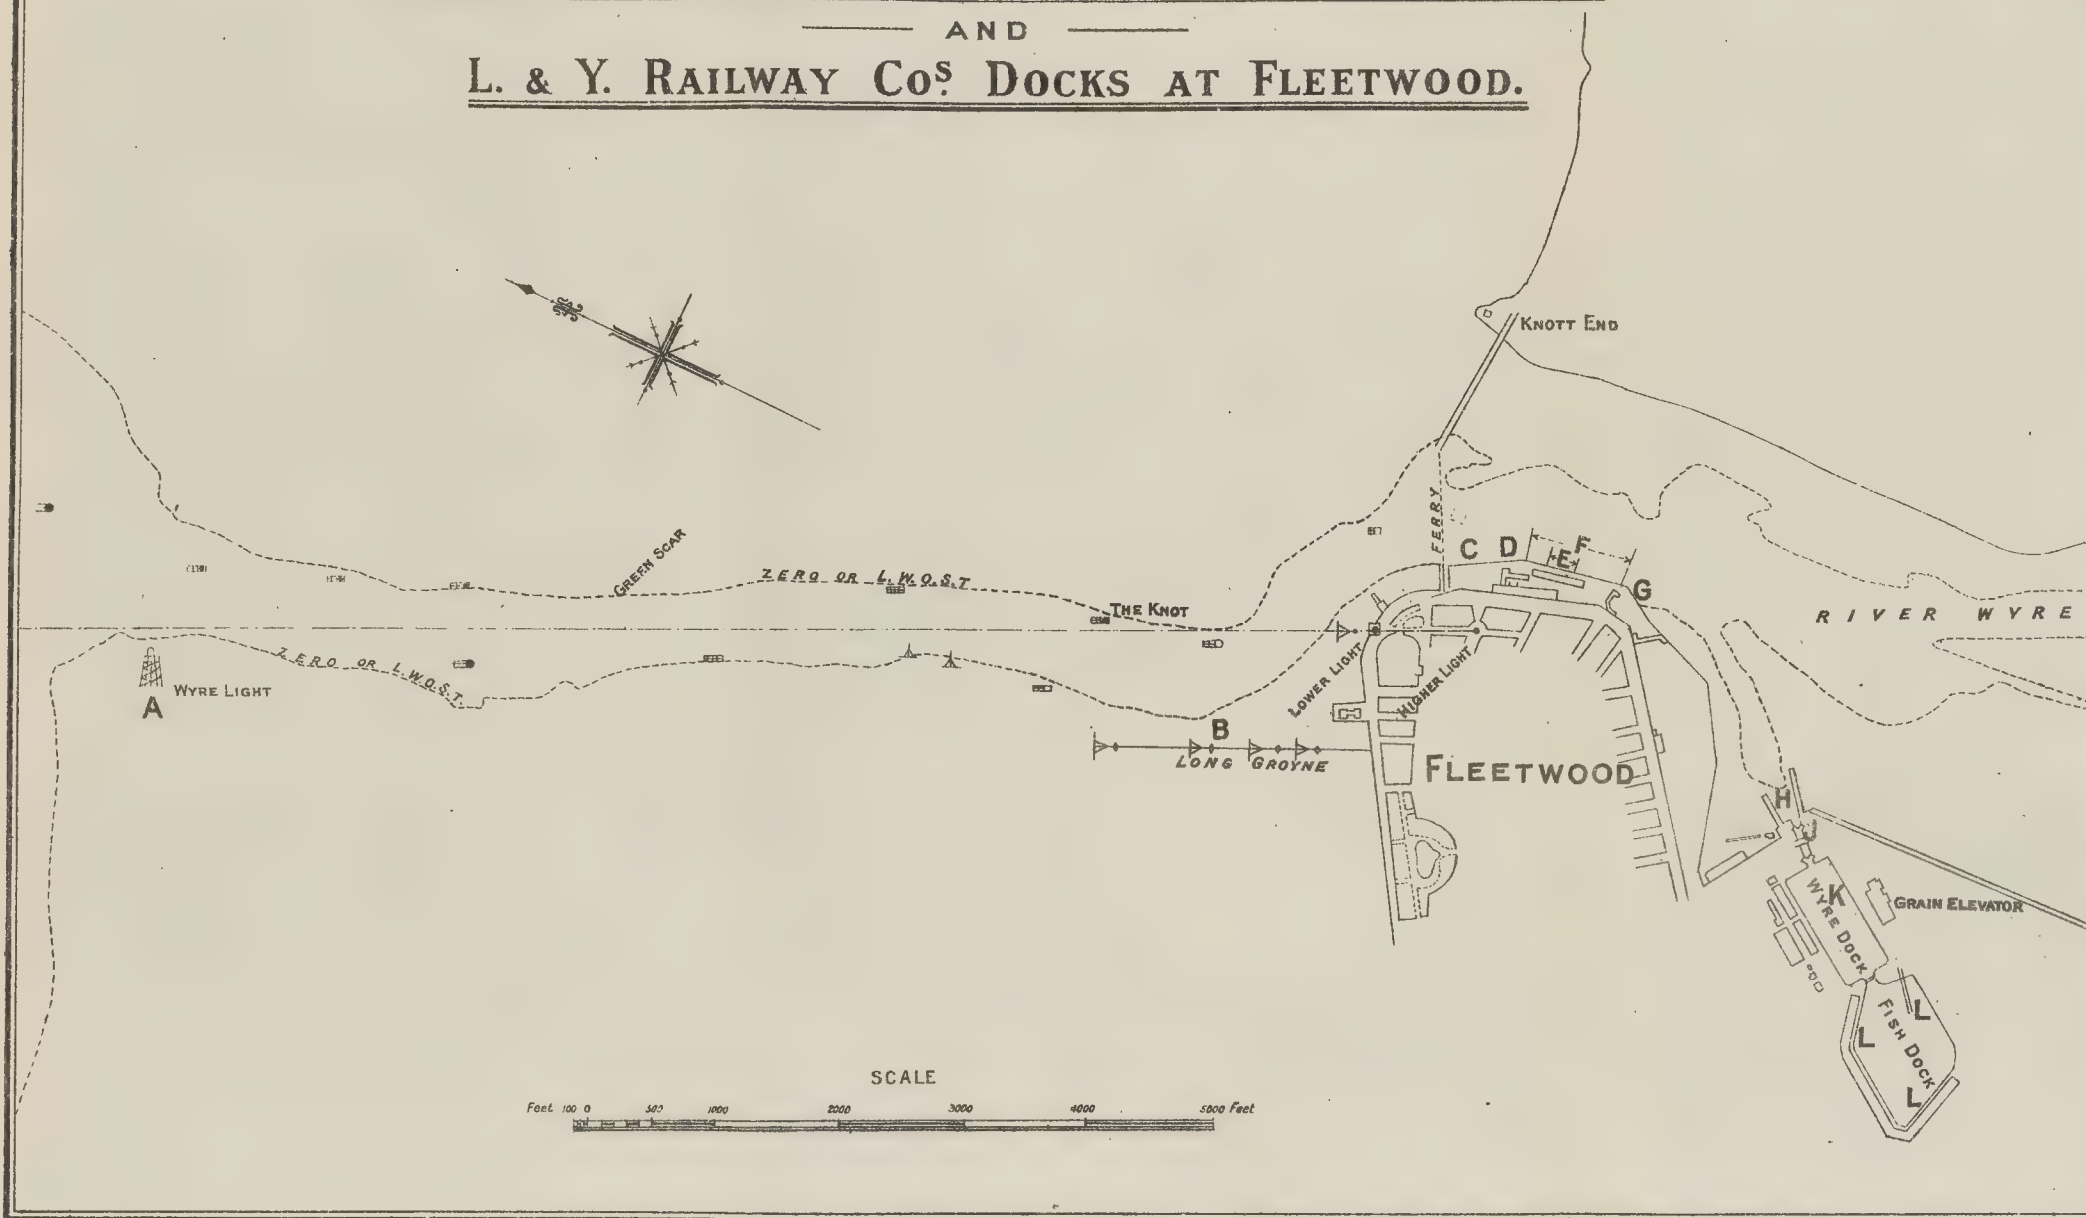 AND
L. & Y. RAILWAY COS. DOCKS AT FLEETWOOD.
KNOTT END
FERRY
C D E F
G
GREEN SCAR
ZERO OR L.W.O.S.T
THE KNOT
RIVER WYRE
ZERO OR L.W.O.S.T.
WYRE LIGHT
A
LOWER LIGHT
HIGHER LIGHT
B
LONG GROYNE
FLEETWOOD
H
J
K
WYRE DOCK
GRAIN ELEVATOR
L
L
FISH DOCK
L
SCALE
Feet 100 0 500 1000 2000 3000 4000 5000 Feet